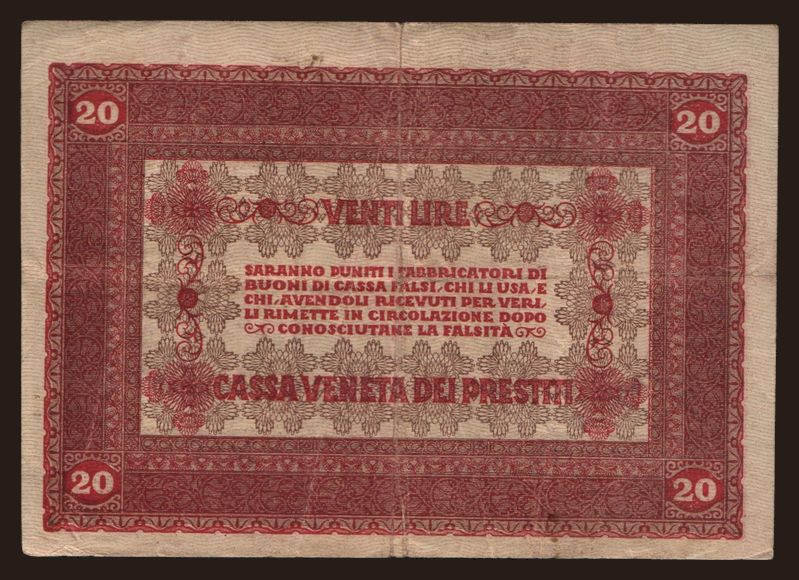 20 20
VENTI LIRE
SARANNO PUNITI I FABBRICATORI DI
BUONI DI CASSA FALSI, CHI LI USA, E
CHI, AVENDOLI RICEVUTI PER VERI,
LI RIMETTE IN CIRCOLAZIONE DOPO
CONOSCIUTANE LA FALSITÀ
CASSA VENETA DEI PRESTITI
20 20